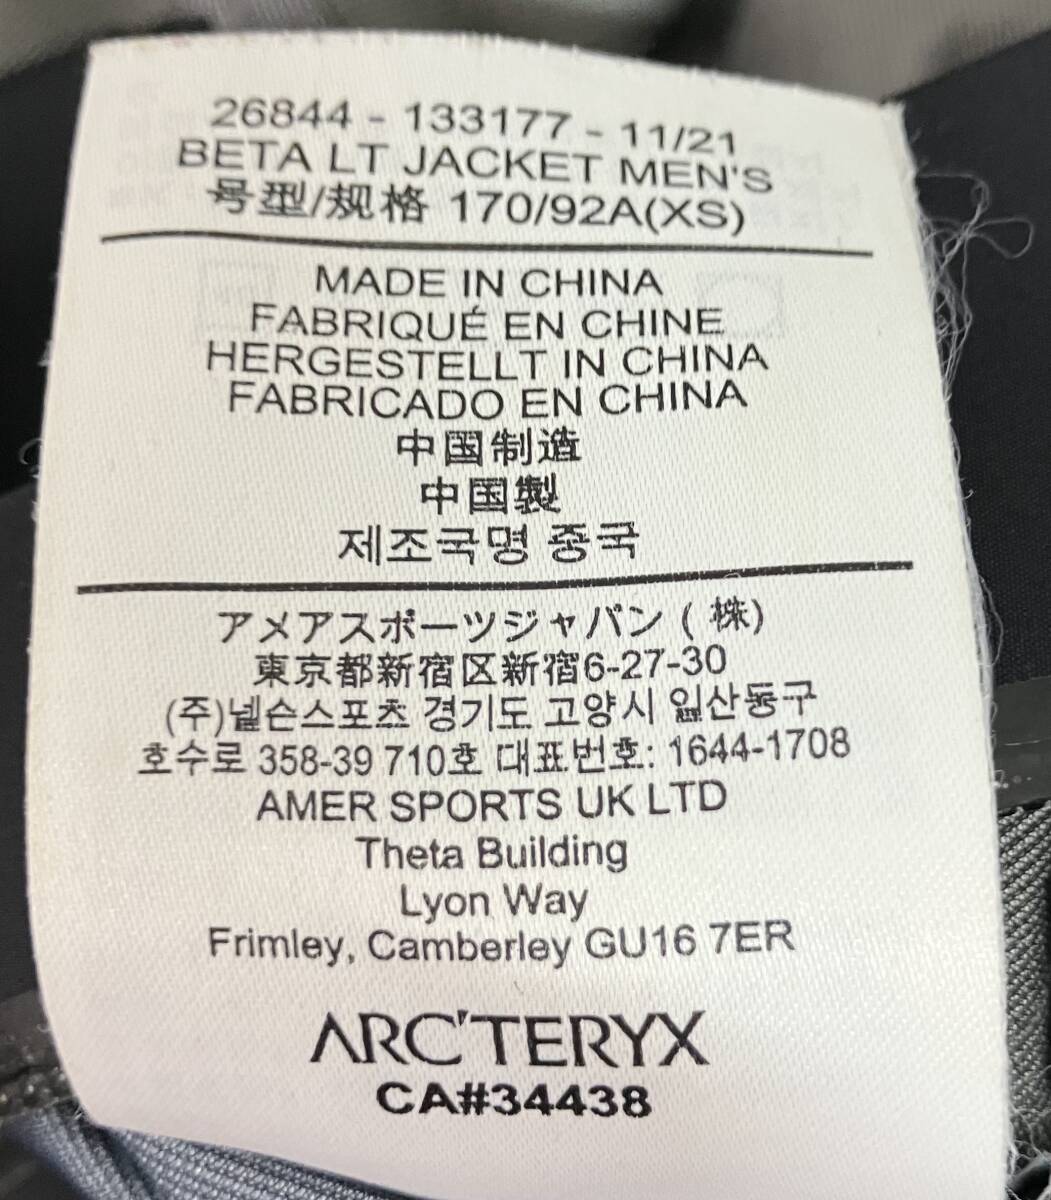 26844 - 133177 - 11/21
BETA LT JACKET MEN'S
号型/规格 170/92A(XS)
MADE IN CHINA
FABRIQUÉ EN CHINE
HERGESTELLT IN CHINA
FABRICADO EN CHINA
中国制造
中国製
제조국명 중국
アメアスポーツジャパン ( 株)
東京都新宿区新宿6-27-30
(주)넬슨스포츠 경기도 고양시 일산동구
호수로 358-39 710호 대표번호: 1644-1708
AMER SPORTS UK LTD
Theta Building
Lyon Way
Frimley, Camberley GU16 7ER
ARC'TERYX
CA#34438